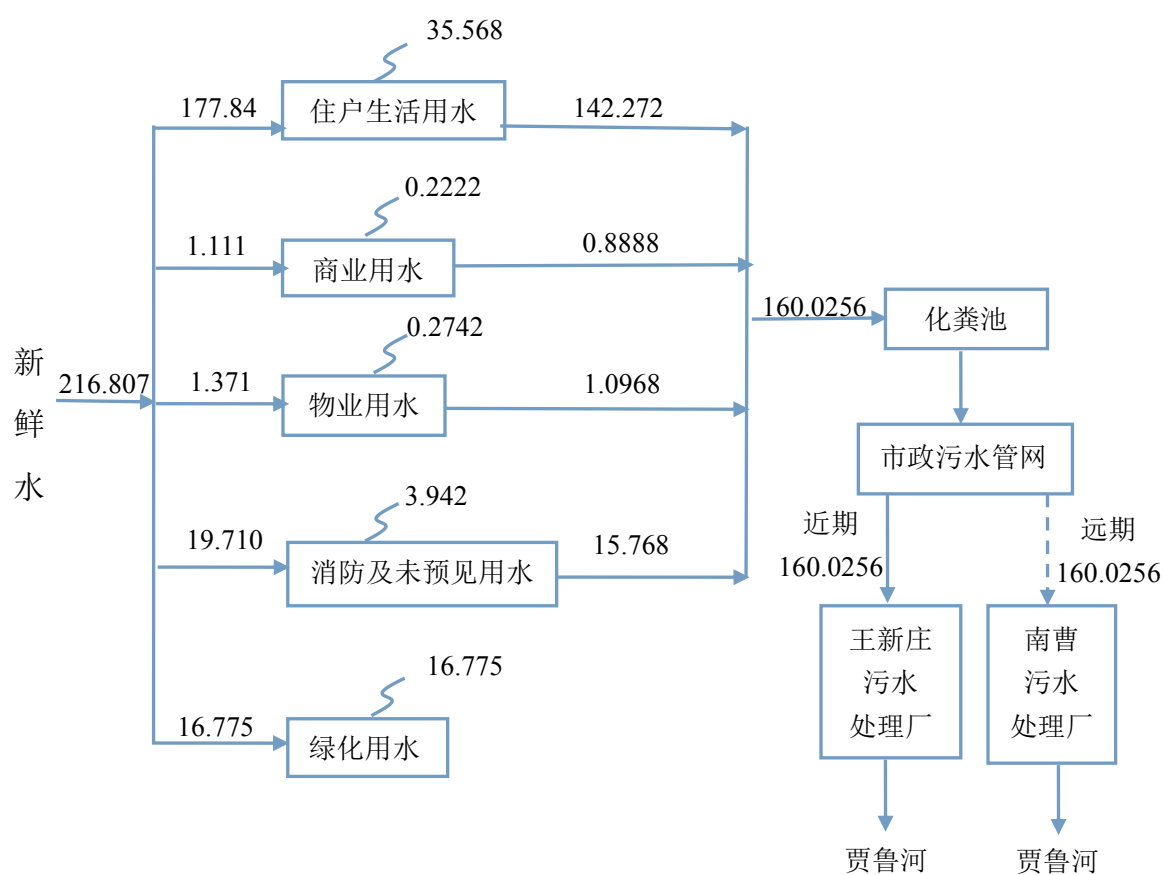 35.568
177.84
住户生活用水
142.272
0.2222
1.111
商业用水
0.8888
160.0256
化粪池
新
鲜
水
216.807
0.2742
1.371
物业用水
1.0968
市政污水管网
3.942
19.710
消防及未预见用水
15.768
近期
160.0256
远期
160.0256
王新庄
污水
处理厂
南曹
污水
处理厂
16.775
16.775
绿化用水
贾鲁河
贾鲁河